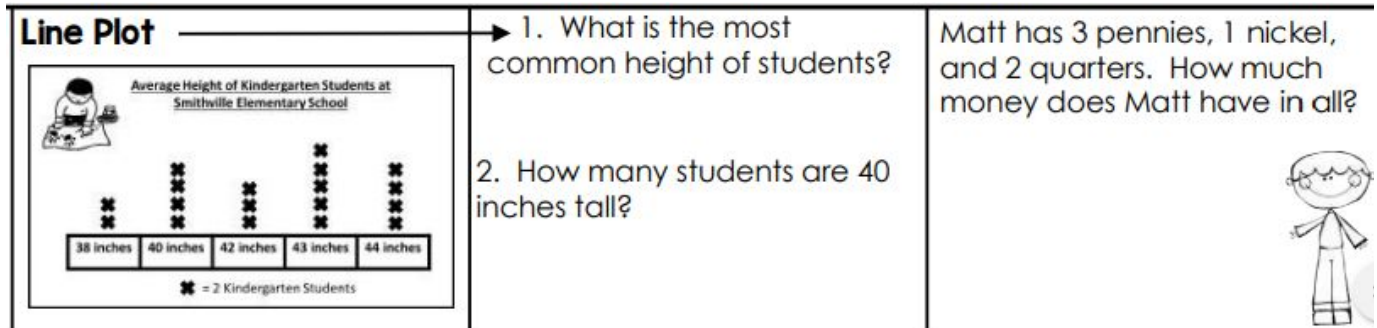 Line Plot
Average Height of Kindergarten Students at
Smithville Elementary School
38 inches 40 inches 42 inches 43 inches 44 inches
= 2 Kindergarten Students
1. What is the most
common height of students?
2. How many students are 40
inches tall?
Matt has 3 pennies, 1 nickel,
and 2 quarters. How much
money does Matt have in all?